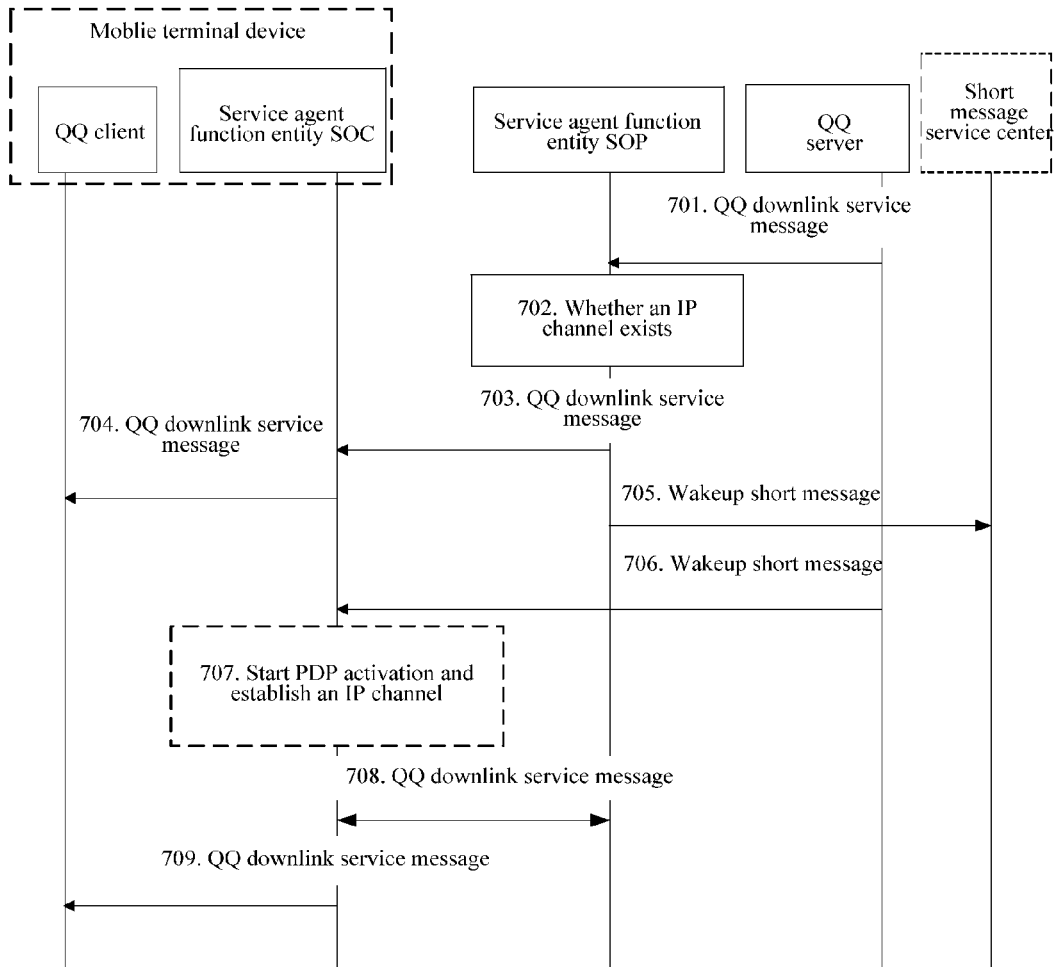 Moblie terminal device
QQ client
Service agent
function entity SOC
Service agent function
entity SOP
QQ
server
Short
message
service center
701. QQ downlink service
message
702. Whether an IP
channel exists
703. QQ downlink service
message
704. QQ downlink service
message
705. Wakeup short message
706. Wakeup short message
707. Start PDP activation and
establish an IP channel
708. QQ downlink service message
709. QQ downlink service message